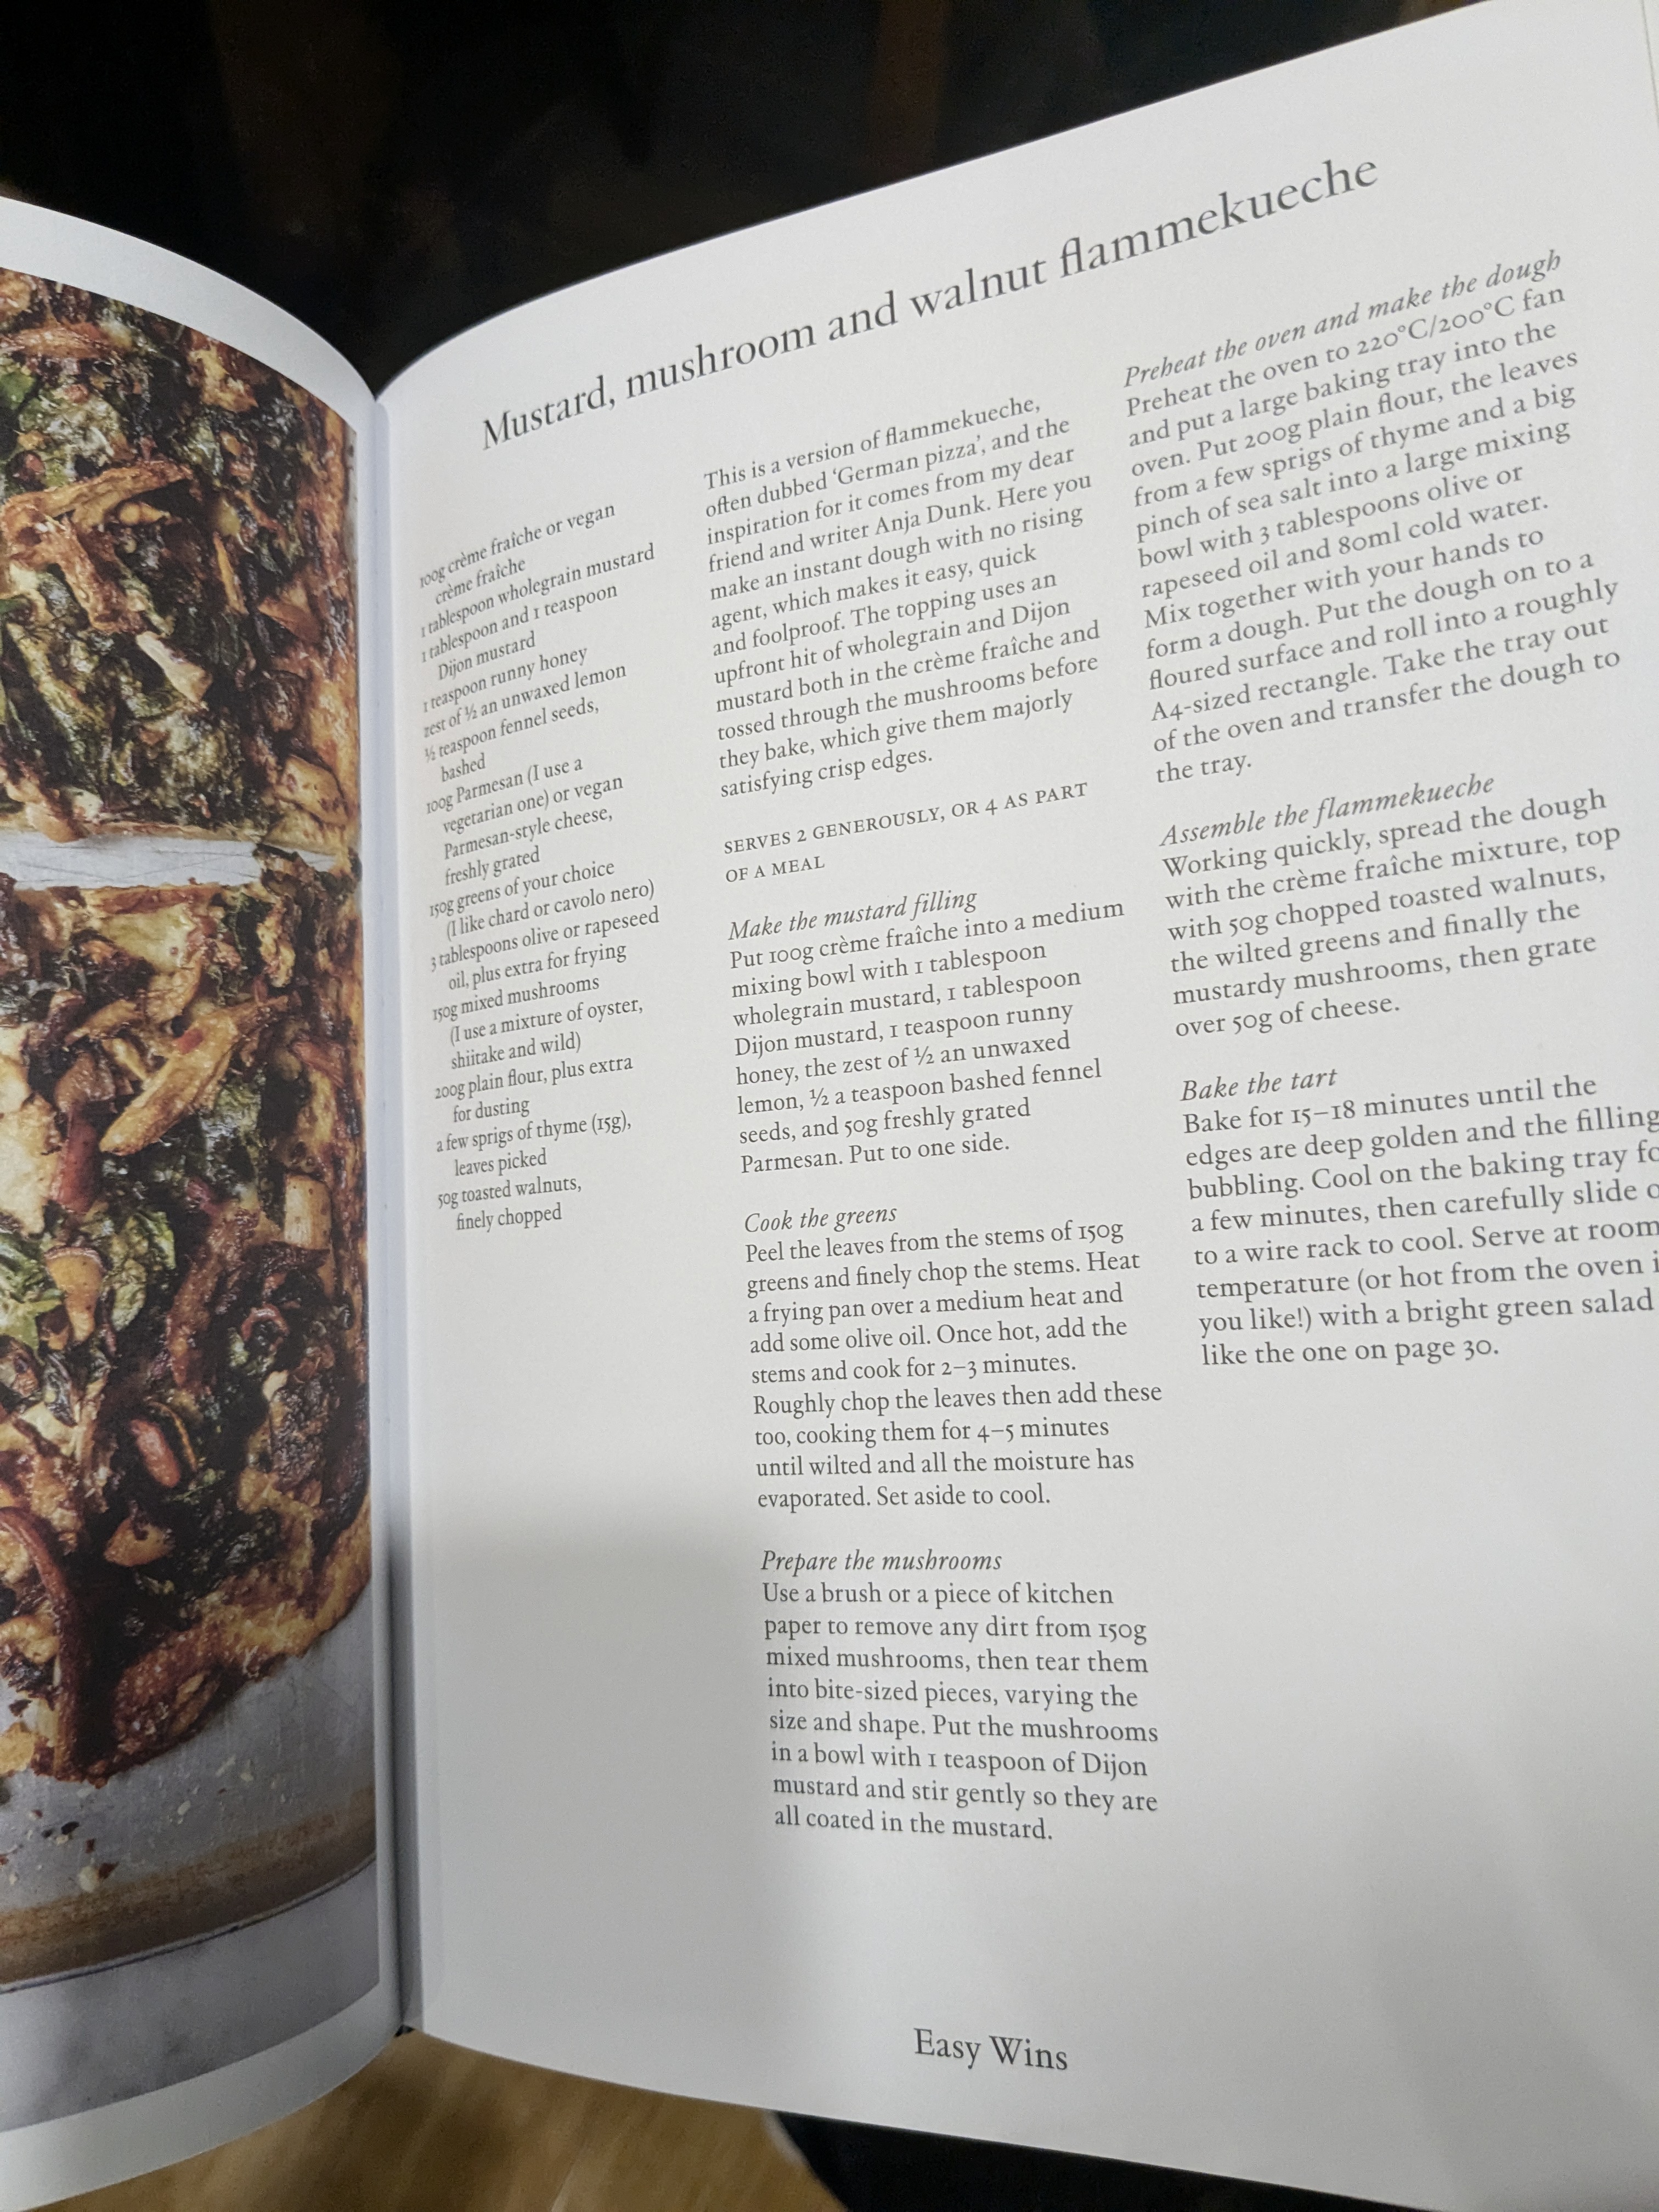 Mustard, mushroom and walnut flammekueche
100g crème fraîche or vegan
crème fraîche
1 tablespoon wholegrain mustard
1 tablespoon and 1 teaspoon
Dijon mustard
1 teaspoon runny honey
zest of ½ an unwaxed lemon
½ teaspoon fennel seeds,
bashed
100g Parmesan (I use a
vegetarian one) or vegan
Parmesan-style cheese,
freshly grated
150g greens of your choice
(I like chard or cavolo nero)
3 tablespoons olive or rapeseed
oil, plus extra for frying
150g mixed mushrooms
(I use a mixture of oyster,
shiitake and wild)
200g plain flour, plus extra
for dusting
a few sprigs of thyme (15g),
leaves picked
50g toasted walnuts,
finely chopped
This is a version of flammekueche,
often dubbed ‘German pizza’, and the
inspiration for it comes from my dear
friend and writer Anja Dunk. Here you
make an instant dough with no rising
agent, which makes it easy, quick
and foolproof. The topping uses an
upfront hit of wholegrain and Dijon
mustard both in the crème fraîche and
tossed through the mushrooms before
they bake, which give them majorly
satisfying crisp edges.
SERVES 2 GENEROUSLY, OR 4 AS PART
OF A MEAL
Make the mustard filling
Put 100g crème fraîche into a medium
mixing bowl with 1 tablespoon
wholegrain mustard, 1 tablespoon
Dijon mustard, 1 teaspoon runny
honey, the zest of ½ an unwaxed
lemon, ½ a teaspoon bashed fennel
seeds, and 50g freshly grated
Parmesan. Put to one side.
Cook the greens
Peel the leaves from the stems of 150g
greens and finely chop the stems. Heat
a frying pan over a medium heat and
add some olive oil. Once hot, add the
stems and cook for 2–3 minutes.
Roughly chop the leaves then add these
too, cooking them for 4–5 minutes
until wilted and all the moisture has
evaporated. Set aside to cool.
Prepare the mushrooms
Use a brush or a piece of kitchen
paper to remove any dirt from 150g
mixed mushrooms, then tear them
into bite-sized pieces, varying the
size and shape. Put the mushrooms
in a bowl with 1 teaspoon of Dijon
mustard and stir gently so they are
all coated in the mustard.
Preheat the oven and make the dough
Preheat the oven to 220°C/200°C fan
and put a large baking tray into the
oven. Put 200g plain flour, the leaves
from a few sprigs of thyme and a big
pinch of sea salt into a large mixing
bowl with 3 tablespoons olive or
rapeseed oil and 80ml cold water.
Mix together with your hands to
form a dough. Put the dough on to a
floured surface and roll into a roughly
A4-sized rectangle. Take the tray out
of the oven and transfer the dough to
the tray.
Assemble the flammekueche
Working quickly, spread the dough
with the crème fraîche mixture, top
with 50g chopped toasted walnuts,
the wilted greens and finally the
mustardy mushrooms, then grate
over 50g of cheese.
Bake the tart
Bake for 15–18 minutes until the
edges are deep golden and the filling
bubbling. Cool on the baking tray
a few minutes, then carefully slide
to a wire rack to cool. Serve at room
temperature (or hot from the oven
you like!) with a bright green salad
like the one on page 30.
Easy Wins